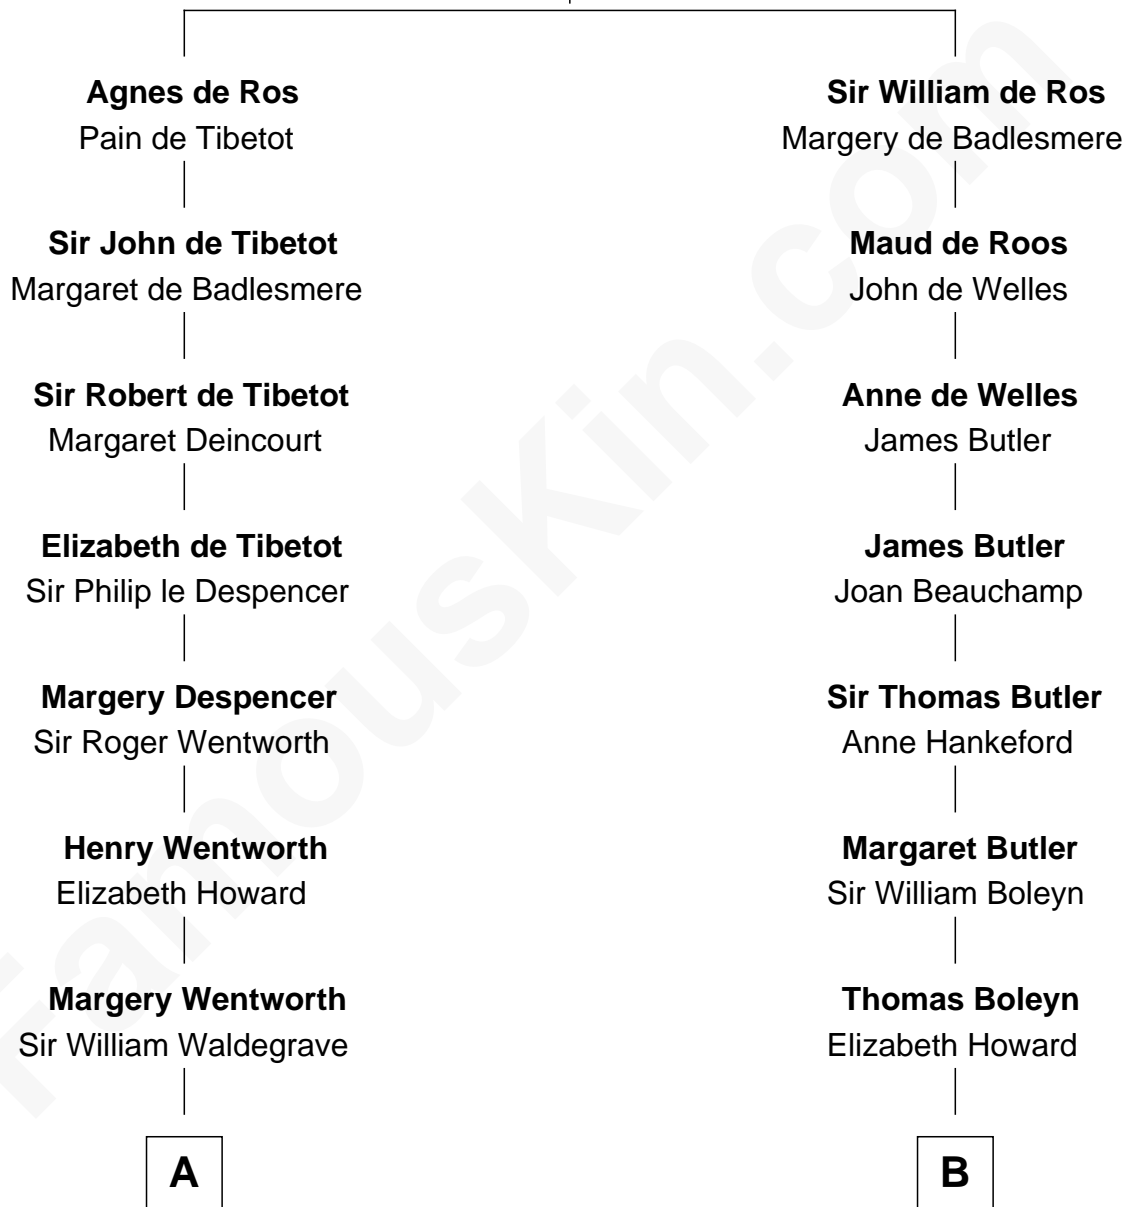 Agnes de Ros
Pain de Tibetot
Sir John de Tibetot
Margaret de Badlesmere
Sir Robert de Tibetot
Margaret Deincourt
Elizabeth de Tibetot
Sir Philip le Despencer
Margery Despencer
Sir Roger Wentworth
Henry Wentworth
Elizabeth Howard
Margery Wentworth
Sir William Waldegrave
A
Sir William de Ros
Margery de Badlesmere
Maud de Roos
John de Welles
Anne de Welles
James Butler
James Butler
Joan Beauchamp
Sir Thomas Butler
Anne Hankeford
Margaret Butler
Sir William Boleyn
Thomas Boleyn
Elizabeth Howard
B
FamousKin.com